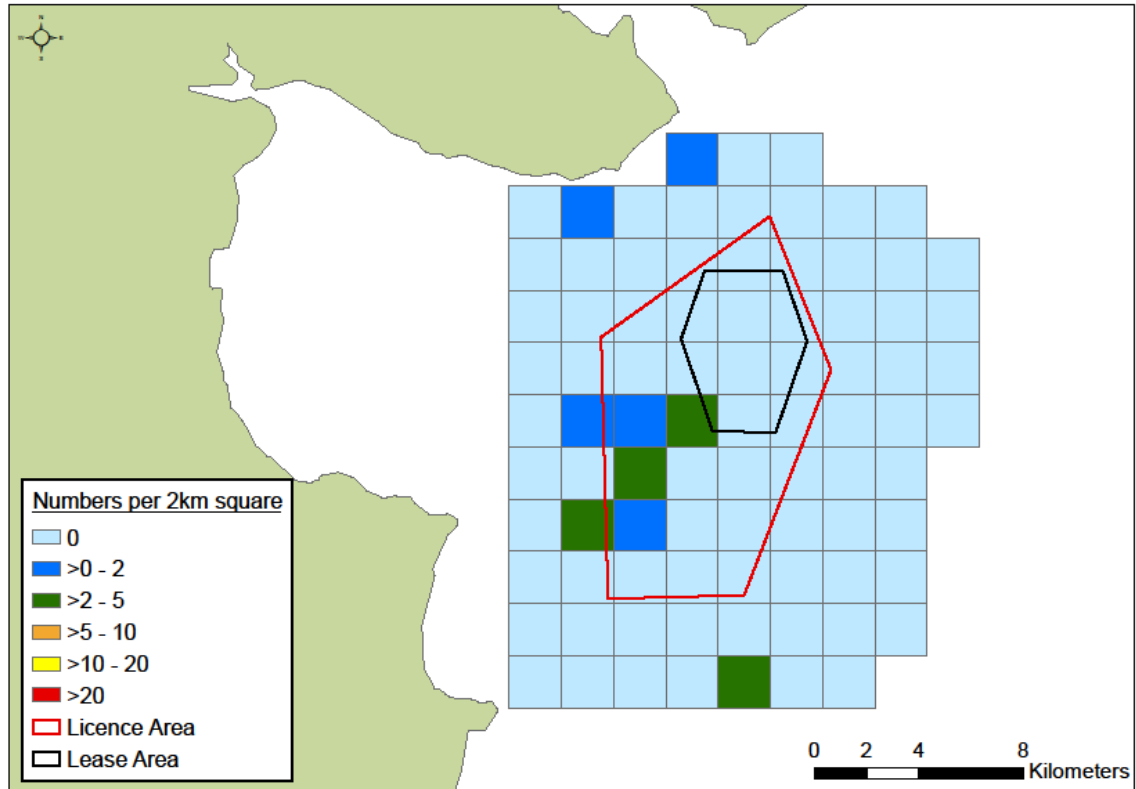 N
W
E
S
Numbers per 2km square
0
>0 - 2
>2 - 5
>5 - 10
>10 - 20
>20
Licence Area
Lease Area
0 2 4 8
Kilometers